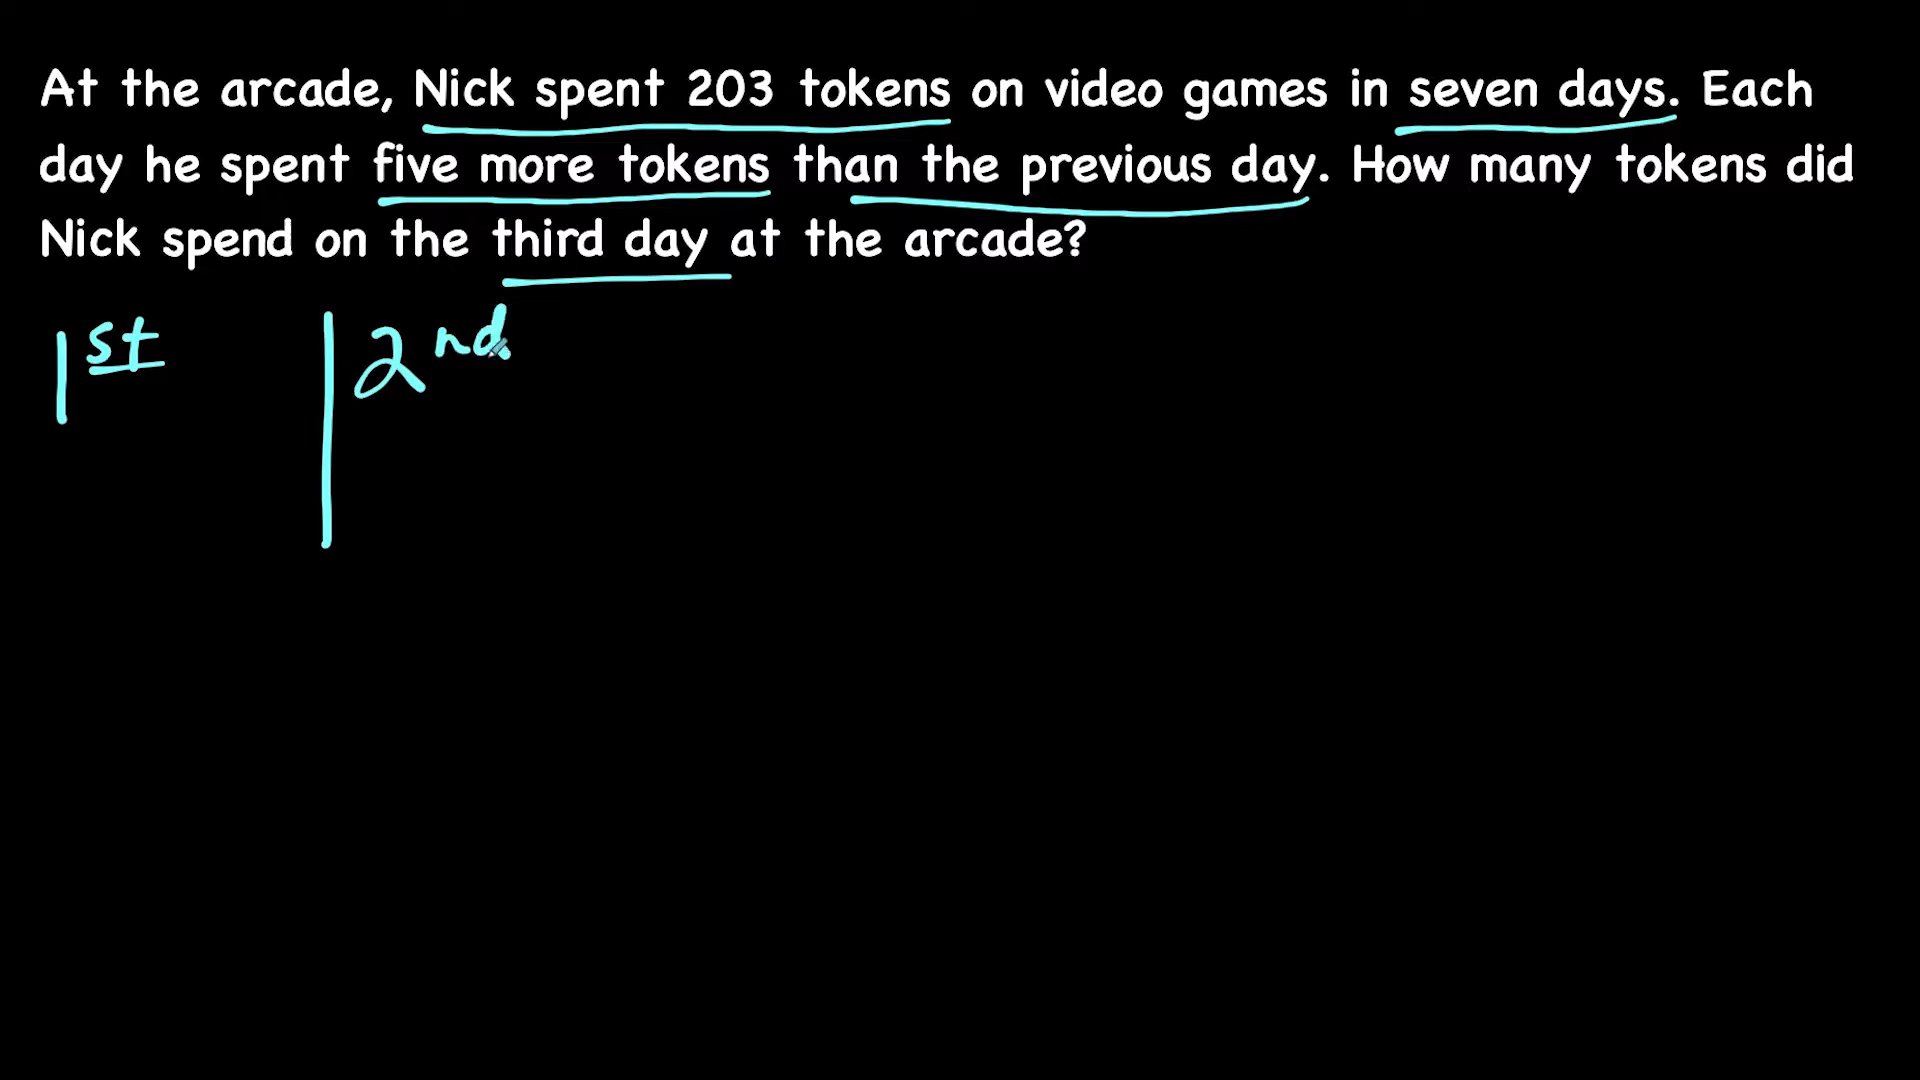 At the arcade, Nick spent 203 tokens on video games in seven days. Each
day he spent five more tokens than the previous day. How many tokens did
Nick spend on the third day at the arcade?
1st | 2nd